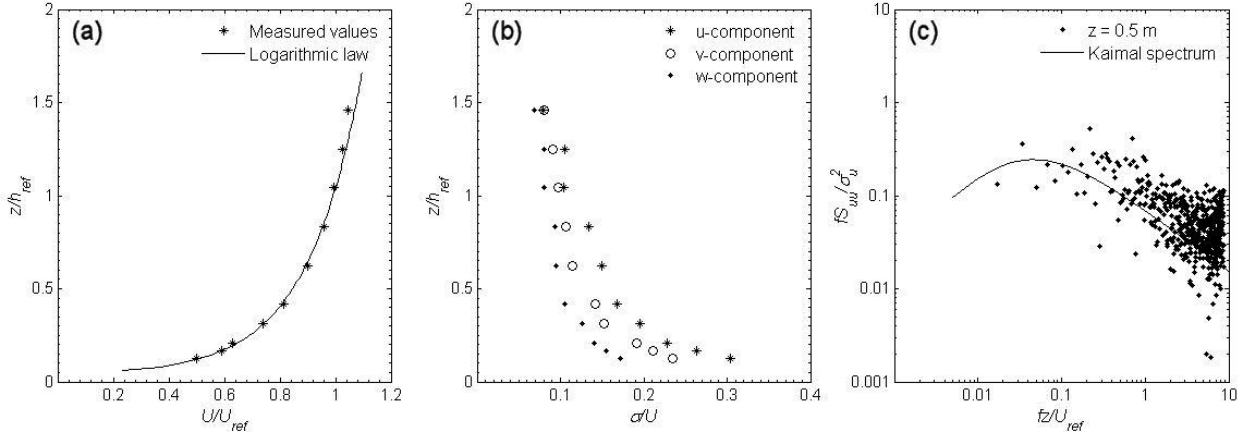 (a)
Measured values
Logarithmic law
z/h_ref
2
1.5
1
0.5
0
0.2
0.4
0.6
0.8
1.0
1.2
U/U_ref
(b)
u-component
v-component
w-component
z/h_ref
2
1.5
1
0.5
0
0.1
0.2
0.3
0.4
σ/U
(c)
z = 0.5 m
Kaimal spectrum
fS_uu/σ_u^2
10
1
0.1
0.01
0.001
0.01
0.1
1
10
fz/U_ref